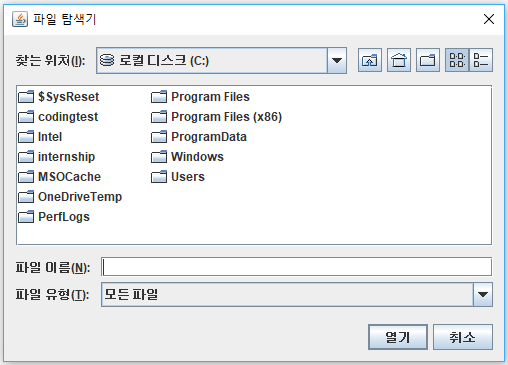 파일 탐색기
찾는 위치(I): 로컬 디스크 (C:)
$SysReset Program Files
codingtest Program Files (x86)
Intel ProgramData
internship Windows
MSOCache Users
OneDriveTemp
PerfLogs
파일 이름(N):
파일 유형(T): 모든 파일
열기 취소